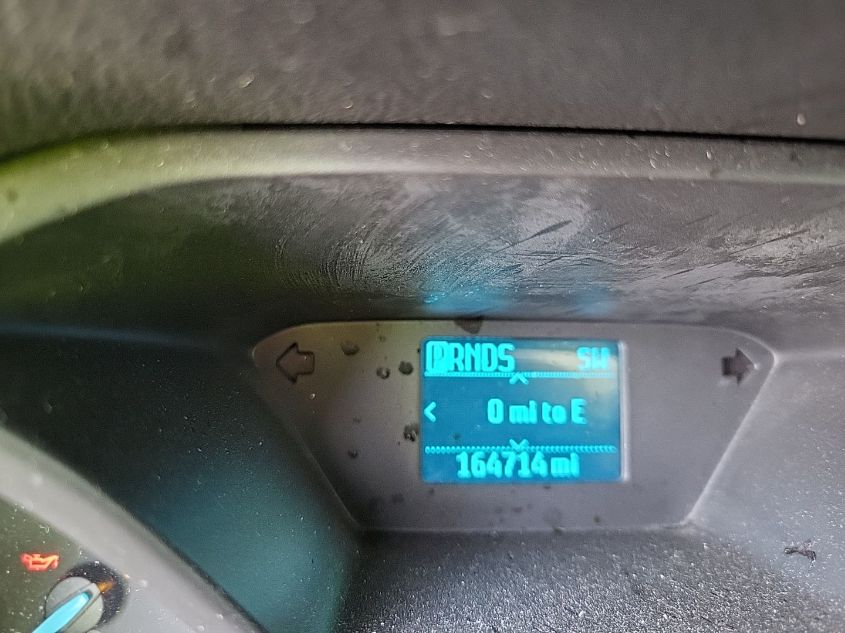 PRNDS SW
0 mi to E
164714 mi